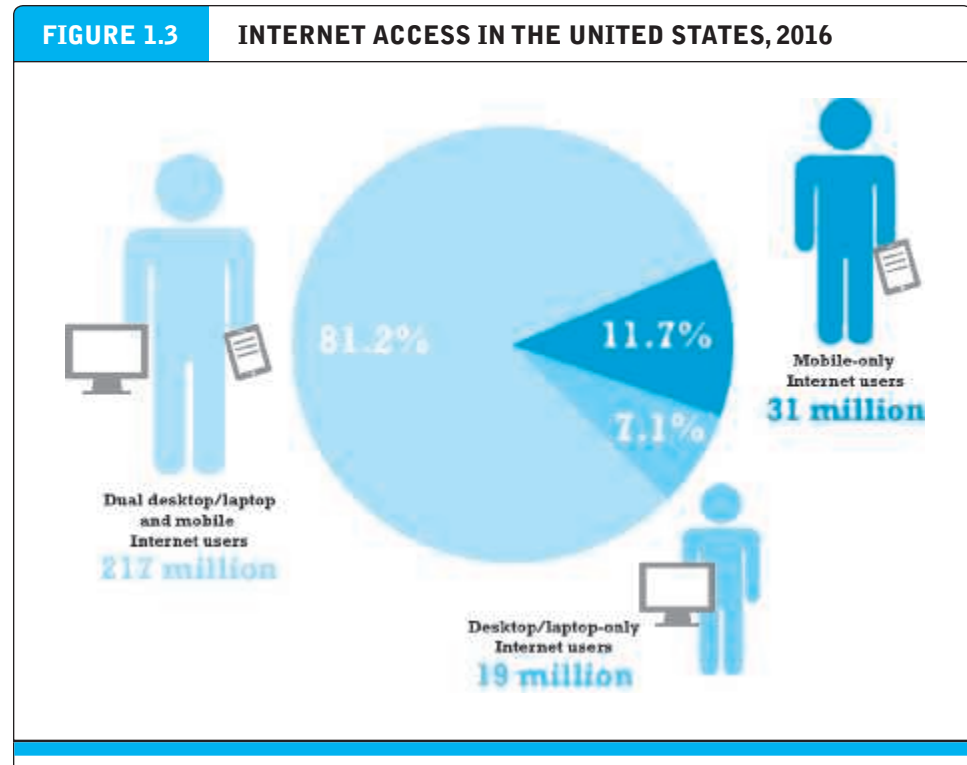 FIGURE 1.3 INTERNET ACCESS IN THE UNITED STATES, 2016
81.2%
11.7%
7.1%
Mobile-only
Internet users
31 million
Dual desktop/laptop
and mobile
Internet users
217 million
Desktop/laptop-only
Internet users
19 million